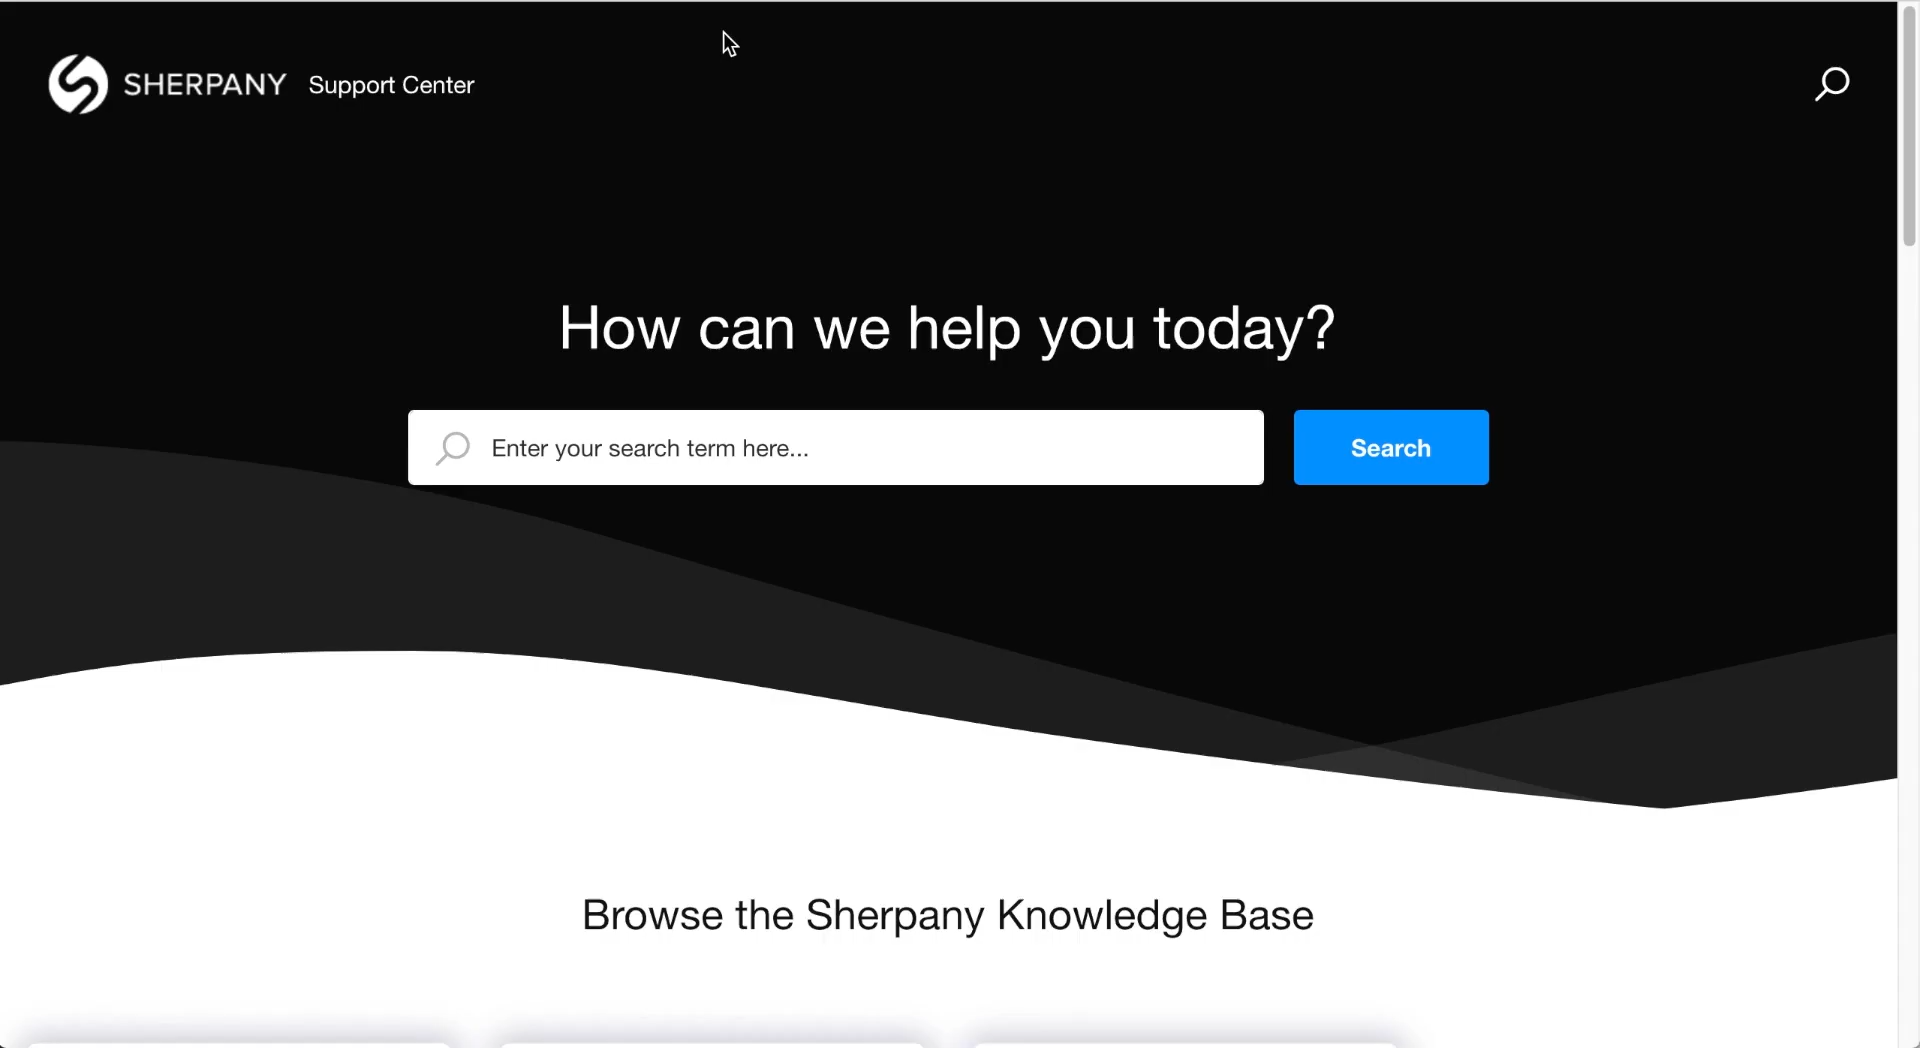 SHERPANY Support Center
How can we help you today?
Enter your search term here...
Search
Browse the Sherpany Knowledge Base